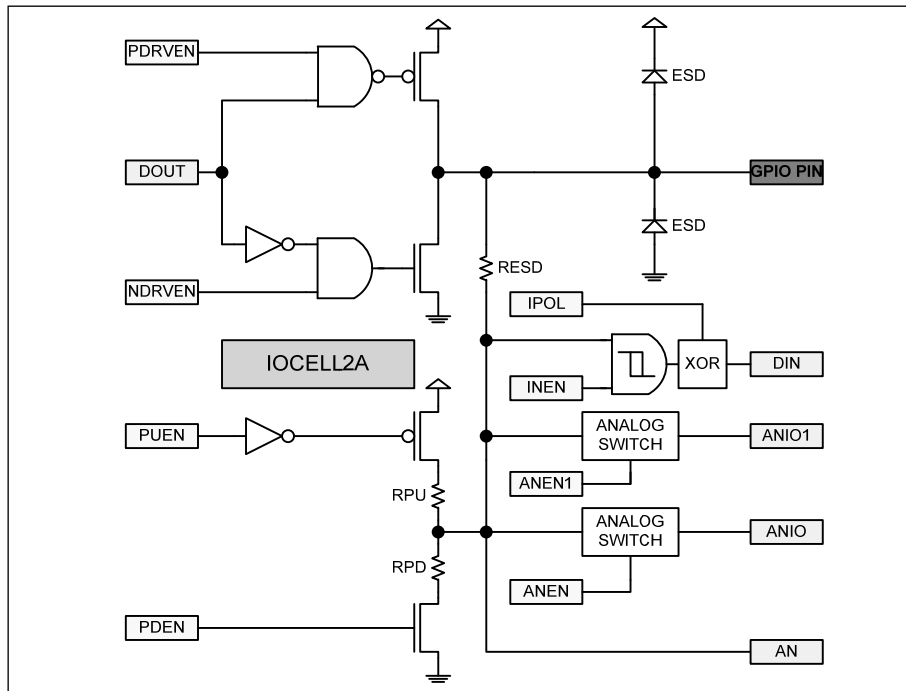 PDRVEN
ESD
DOUT
GPIO PIN
ESD
RESD
NDRVEN
IPOL
IOCELL2A
XOR
DIN
INEN
PUEN
ANALOG
SWITCH
ANIO1
ANEN1
RPU
ANALOG
SWITCH
ANIO
RPD
ANEN
PDEN
AN